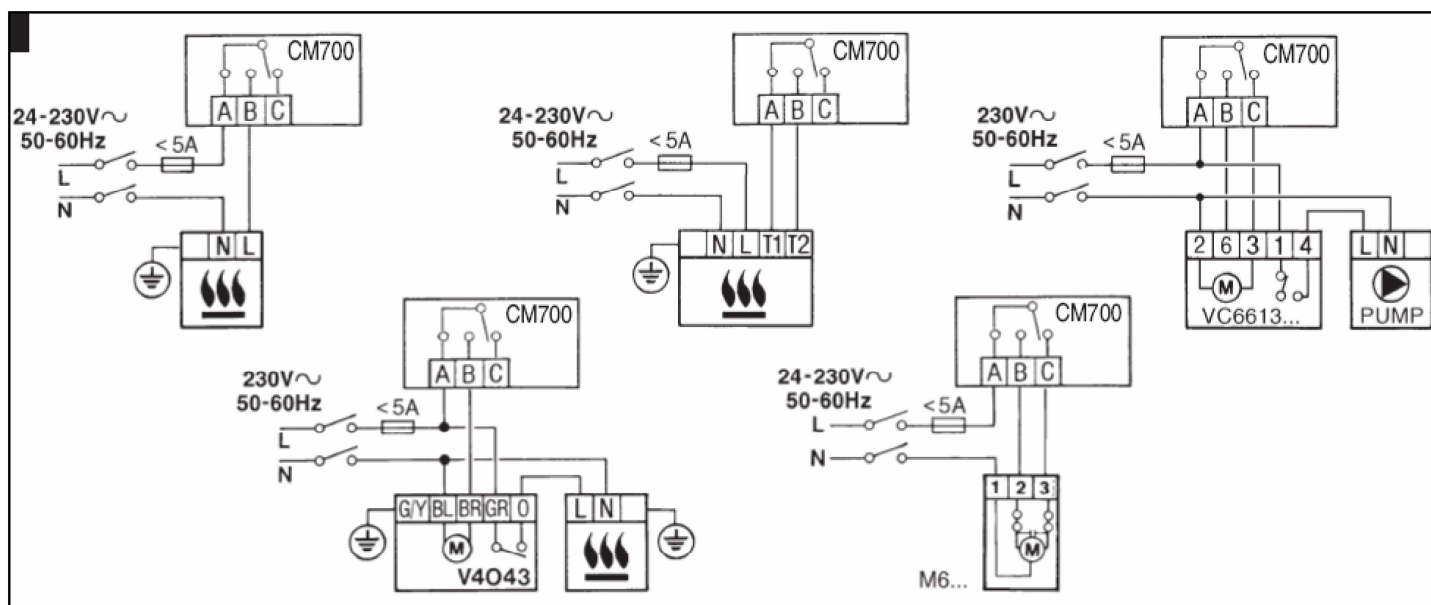 CM700
A B C
24-230V~
50-60Hz
<5A
L
N
N L
CM700
A B C
24-230V~
50-60Hz
<5A
L
N
N L T1 T2
CM700
A B C
230V~
50-60Hz
<5A
L
N
2 6 3 1 4
L N
M
VC6613...
PUMP
CM700
A B C
230V~
50-60Hz
<5A
L
N
G/Y BL BR GR O
L N
M
V4O43
CM700
A B C
24-230V~
50-60Hz
<5A
L
N
1 2 3
M
M6...